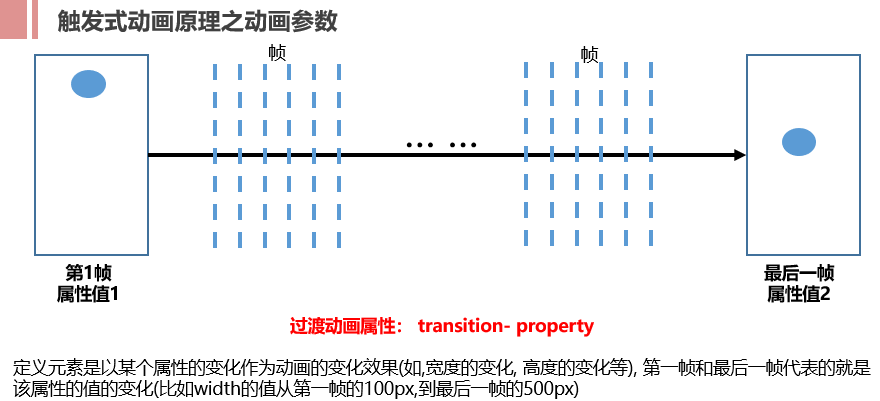 触发式动画原理之动画参数
帧
帧
… …
第1帧
属性值1
最后一帧
属性值2
过渡动画属性： transition- property
定义元素是以某个属性的变化作为动画的变化效果(如,宽度的变化, 高度的变化等), 第一帧和最后一帧代表的就是
该属性的值的变化(比如width的值从第一帧的100px,到最后一帧的500px)